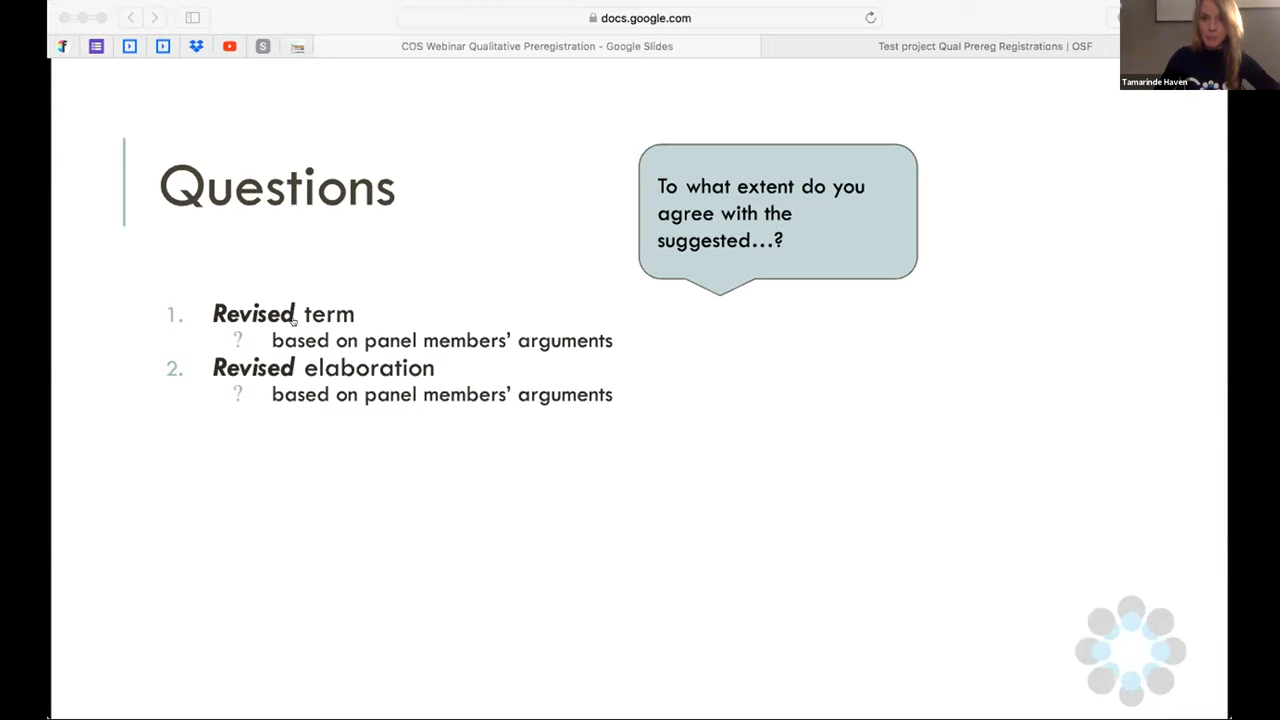 docs.google.com
COS Webinar Qualitative Preregistration - Google Slides
Test project Qual Prereg Registrations | OSF
S
Tamarinde Haven
Questions
To what extent do you
agree with the
suggested...?
1. Revised term
? based on panel members' arguments
2. Revised elaboration
? based on panel members' arguments